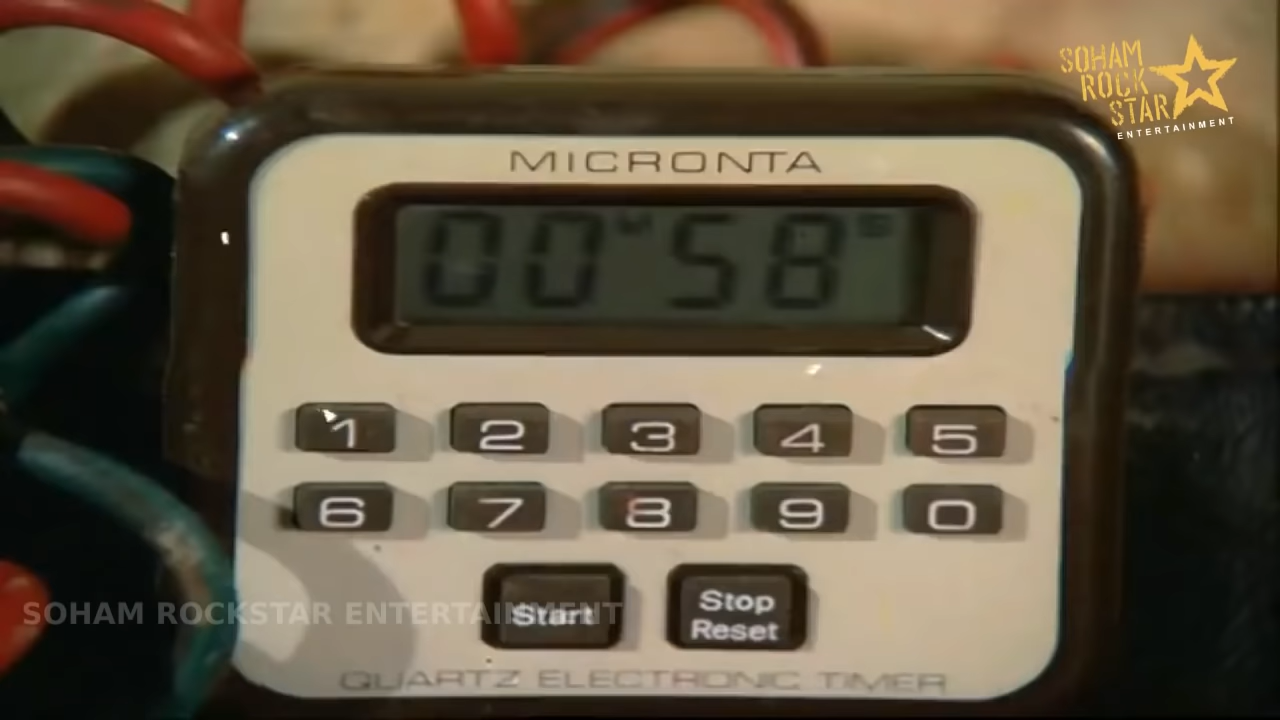 SOHAM
ROCK
STAR
ENTERTAINMENT
MICRONTA
00 M 58 S
1 2 3 4 5
6 7 8 9 0
SOHAM ROCKSTAR ENTERTAINMENT
Start
Stop
Reset
QUARTZ ELECTRONIC TIMER